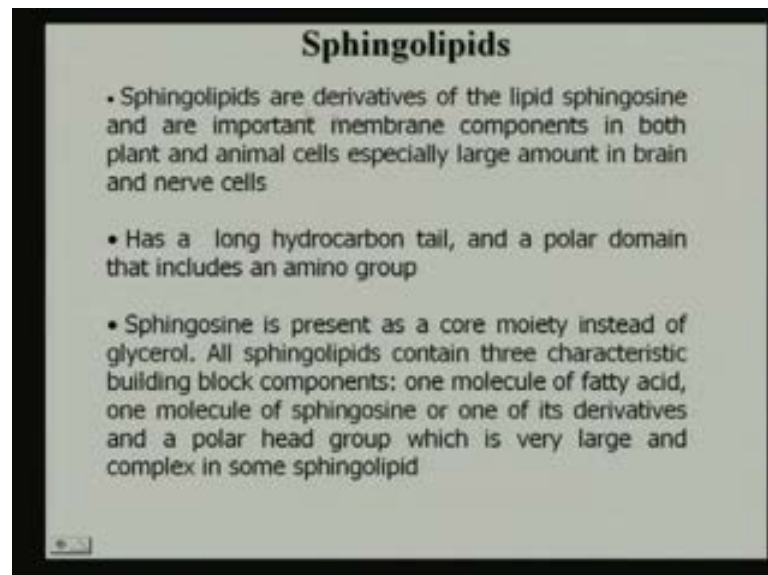 Sphingolipids
• Sphingolipids are derivatives of the lipid sphingosine
and are important membrane components in both
plant and animal cells especially large amount in brain
and nerve cells
• Has a long hydrocarbon tail, and a polar domain
that includes an amino group
• Sphingosine is present as a core moiety instead of
glycerol. All sphingolipids contain three characteristic
building block components: one molecule of fatty acid,
one molecule of sphingosine or one of its derivatives
and a polar head group which is very large and
complex in some sphingolipid